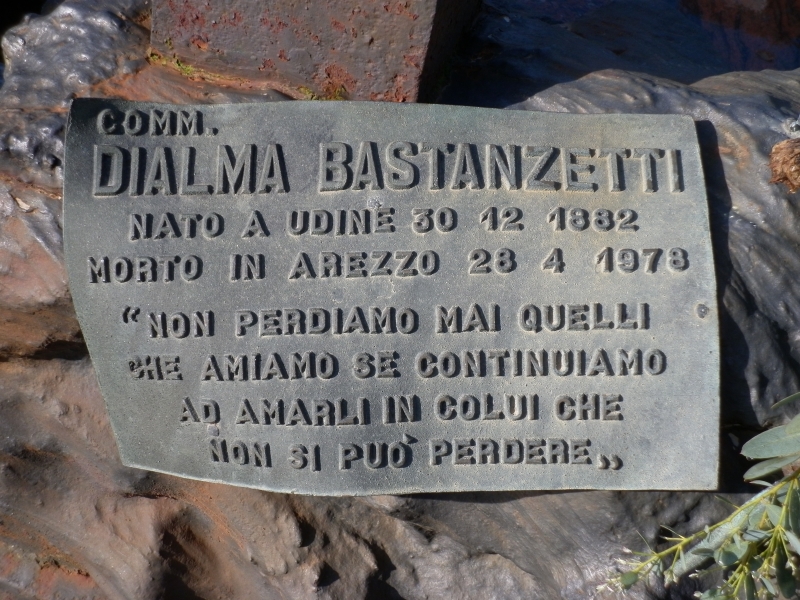 COMM.
DIALMA BASTANZETTI
NATO A UDINE 30 12 1882
MORTO IN AREZZO 28 4 1978
“NON PERDIAMO MAI QUELLI
CHE AMIAMO SE CONTINUIAMO
AD AMARLI IN COLUI CHE
NON SI PUO' PERDERE„